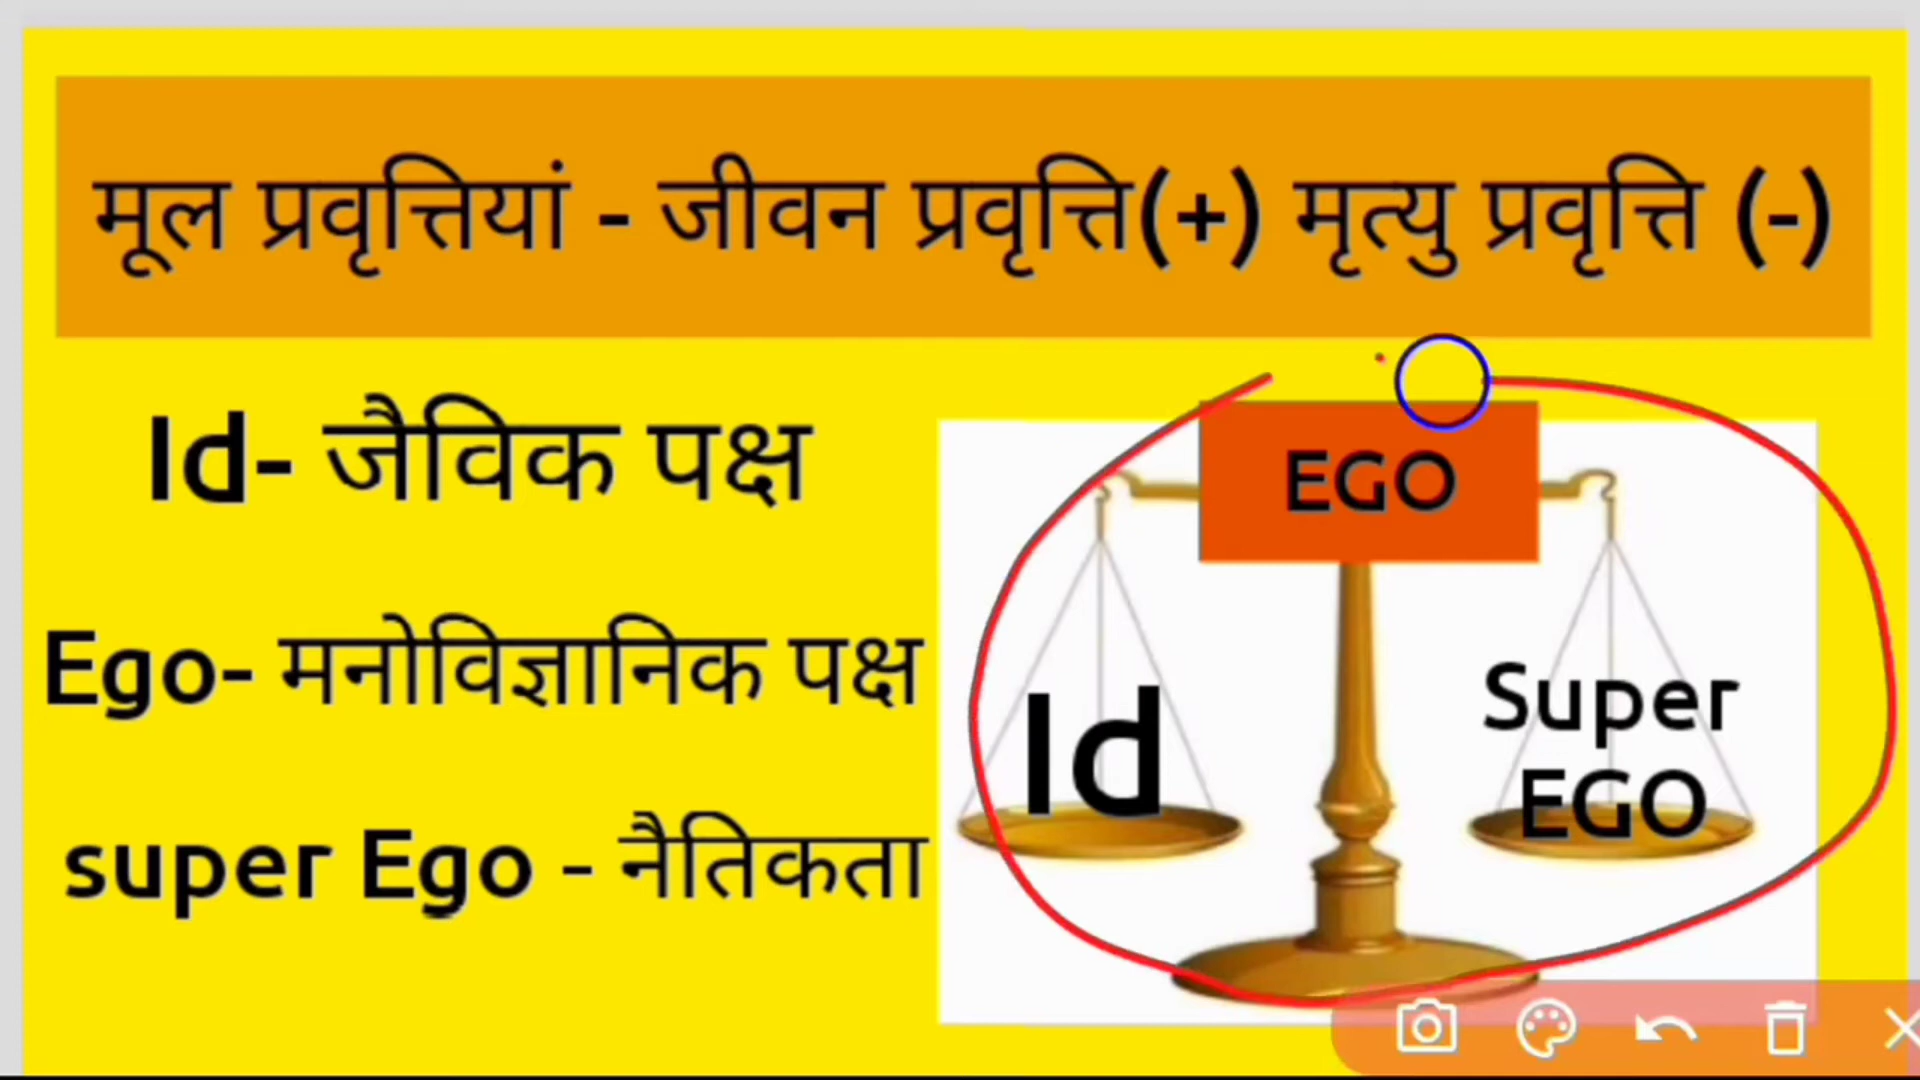 मूल प्रवृत्तियां - जीवन प्रवृत्ति(+) मृत्यु प्रवृत्ति (-)
Id- जैविक पक्ष
Ego- मनोविज्ञानिक पक्ष
super Ego - नैतिकता
EGO
Id
Super
EGO